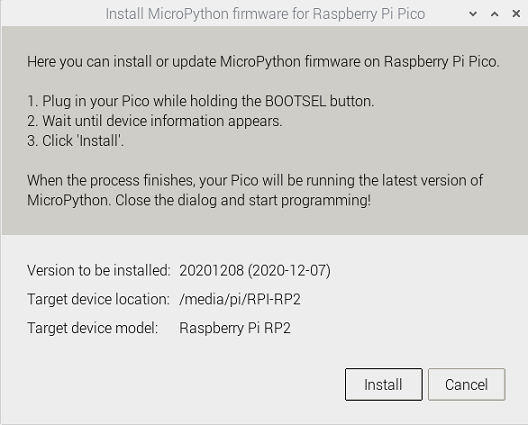 Install MicroPython firmware for Raspberry Pi Pico
Here you can install or update MicroPython firmware on Raspberry Pi Pico.
1. Plug in your Pico while holding the BOOTSEL button.
2. Wait until device information appears.
3. Click 'Install'.
When the process finishes, your Pico will be running the latest version of
MicroPython. Close the dialog and start programming!
Version to be installed: 20201208 (2020-12-07)
Target device location: /media/pi/RPI-RP2
Target device model: Raspberry Pi RP2
Install Cancel